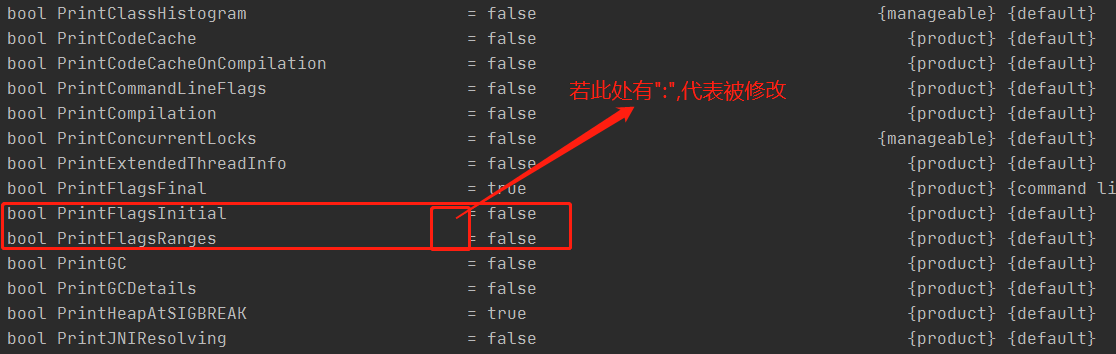 bool PrintClassHistogram = false {manageable} {default}
bool PrintCodeCache = false {product} {default}
bool PrintCodeCacheOnCompilation = false {product} {default}
bool PrintCommandLineFlags = false {product} {default}
若此处有":",代表被修改
bool PrintCompilation = false {product} {default}
bool PrintConcurrentLocks = false {manageable} {default}
bool PrintExtendedThreadInfo = false {product} {default}
bool PrintFlagsFinal = true {product} {command li
bool PrintFlagsInitial = false {product} {default}
bool PrintFlagsRanges = false {product} {default}
bool PrintGC = false {product} {default}
bool PrintGCDetails = false {product} {default}
bool PrintHeapAtSIGBREAK = true {product} {default}
bool PrintJNIResolving = false {product} {default}